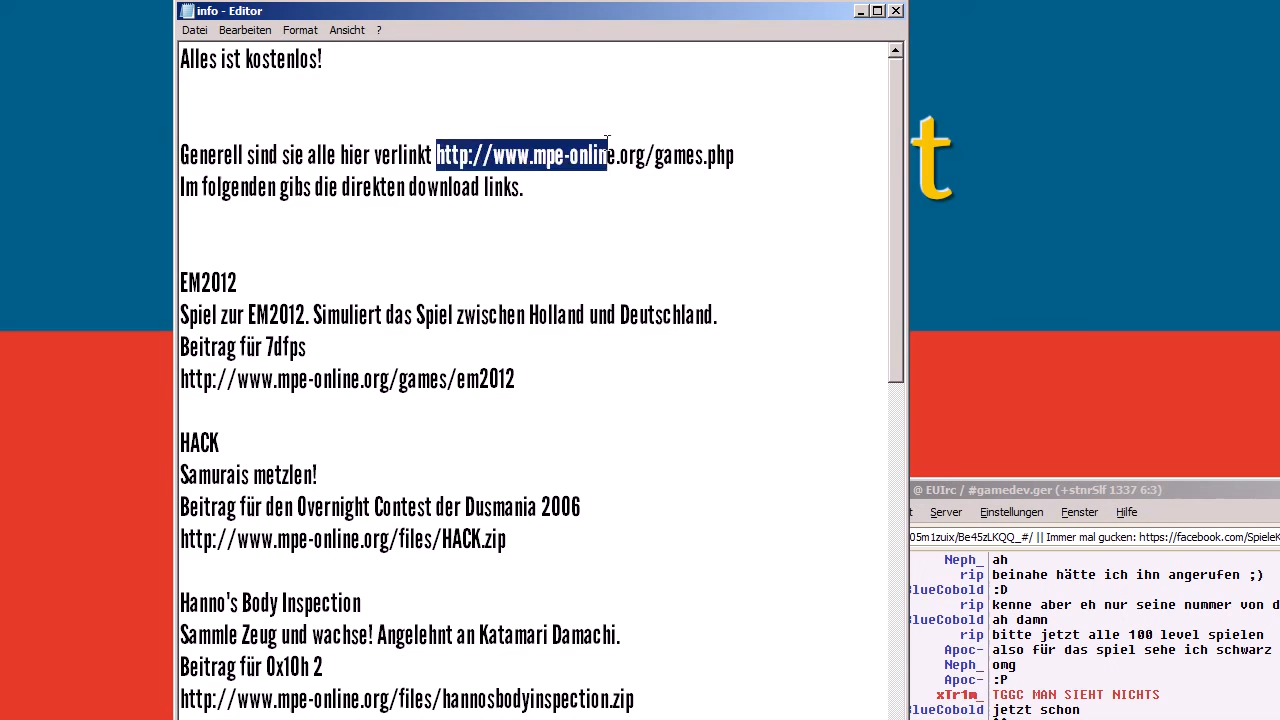 info - Editor
Datei Bearbeiten Format Ansicht ?
Alles ist kostenlos!
Generell sind sie alle hier verlinkt http://www.mpe-online.org/games.php
Im folgenden gibs die direkten download links.
EM2012
Spiel zur EM2012. Simuliert das Spiel zwischen Holland und Deutschland.
Beitrag für 7dfps
http://www.mpe-online.org/games/em2012
HACK
Samurais metzlen!
Beitrag für den Overnight Contest der Dusmania 2006
http://www.mpe-online.org/files/HACK.zip
Hanno's Body Inspection
Sammle Zeug und wachse! Angelehnt an Katamari Damachi.
Beitrag für 0x10h 2
http://www.mpe-online.org/files/hannosbodyinspection.zip
t
@ EUIrc / #gamedev.ger (+stnrSlf 1337 6:3)
t Server Einstellungen Fenster Hilfe
05m1zuix/Be45zLKQQ_#/ || Immer mal gucken: https://facebook.com/SpieleK
Neph_ ah
rip beinahe hätte ich ihn angerufen ;)
BlueCobold :D
rip kenne aber eh nur seine nummer von d
BlueCobold ah damn
rip bitte jetzt alle 100 level spielen
Apoc- also für das spiel sehe ich schwarz
Neph_ omg
Apoc- :P
xTr1m_ TGGC MAN SIEHT NICHTS
BlueCobold jetzt schon